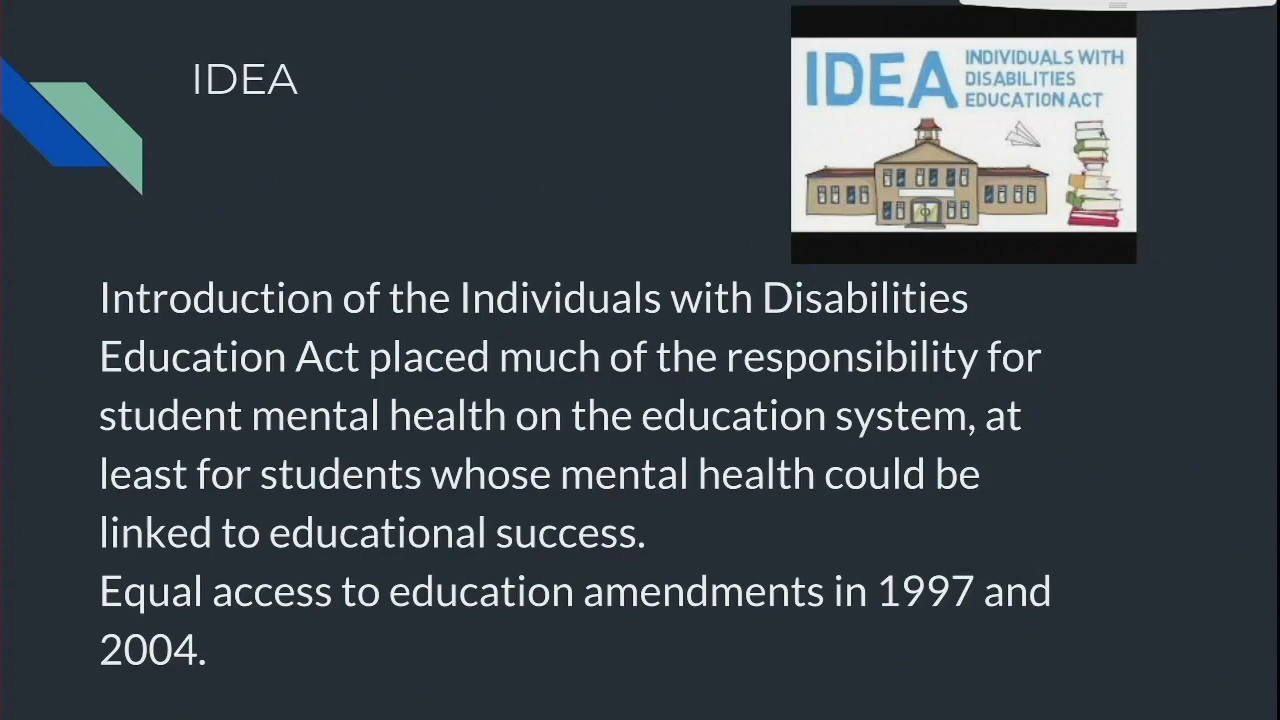 IDEA
IDEA INDIVIDUALS WITH
DISABILITIES
EDUCATION ACT
Introduction of the Individuals with Disabilities
Education Act placed much of the responsibility for
student mental health on the education system, at
least for students whose mental health could be
linked to educational success.
Equal access to education amendments in 1997 and
2004.